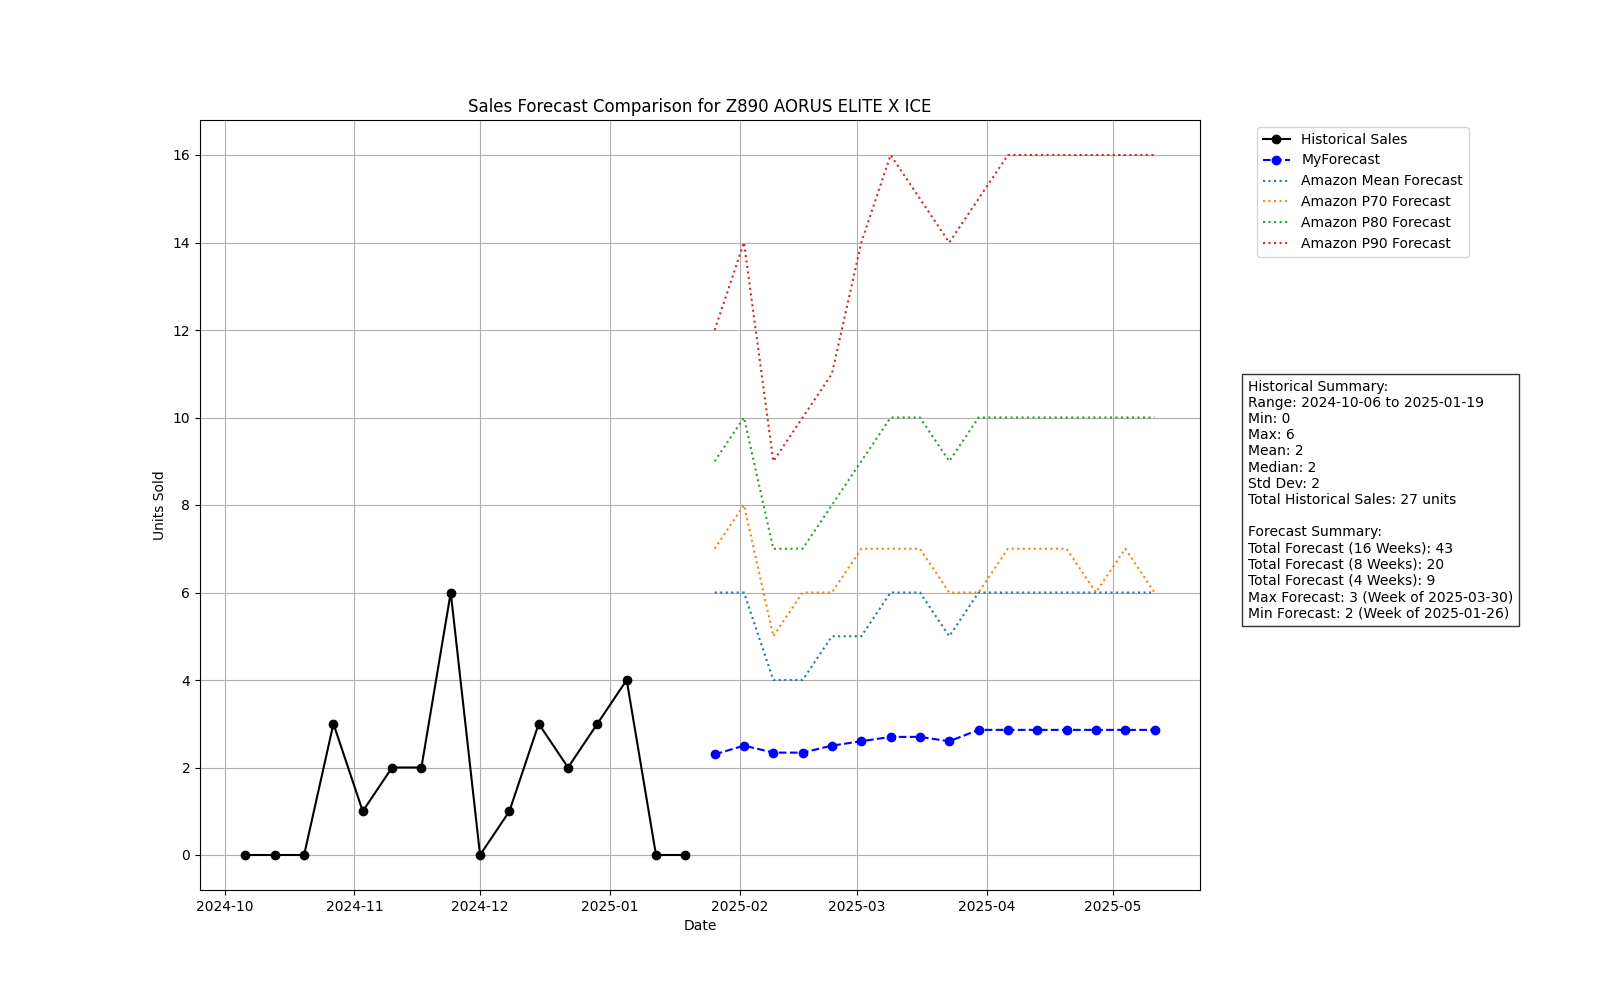 Sales Forecast Comparison for Z890 AORUS ELITE X ICE
16
14
12
10
8
6
4
2
0
Units Sold
2024-10 2024-11 2024-12 2025-01 2025-02 2025-03 2025-04 2025-05
Date
Historical Sales
MyForecast
Amazon Mean Forecast
Amazon P70 Forecast
Amazon P80 Forecast
Amazon P90 Forecast
Historical Summary:
Range: 2024-10-06 to 2025-01-19
Min: 0
Max: 6
Mean: 2
Median: 2
Std Dev: 2
Total Historical Sales: 27 units
Forecast Summary:
Total Forecast (16 Weeks): 43
Total Forecast (8 Weeks): 20
Total Forecast (4 Weeks): 9
Max Forecast: 3 (Week of 2025-03-30)
Min Forecast: 2 (Week of 2025-01-26)